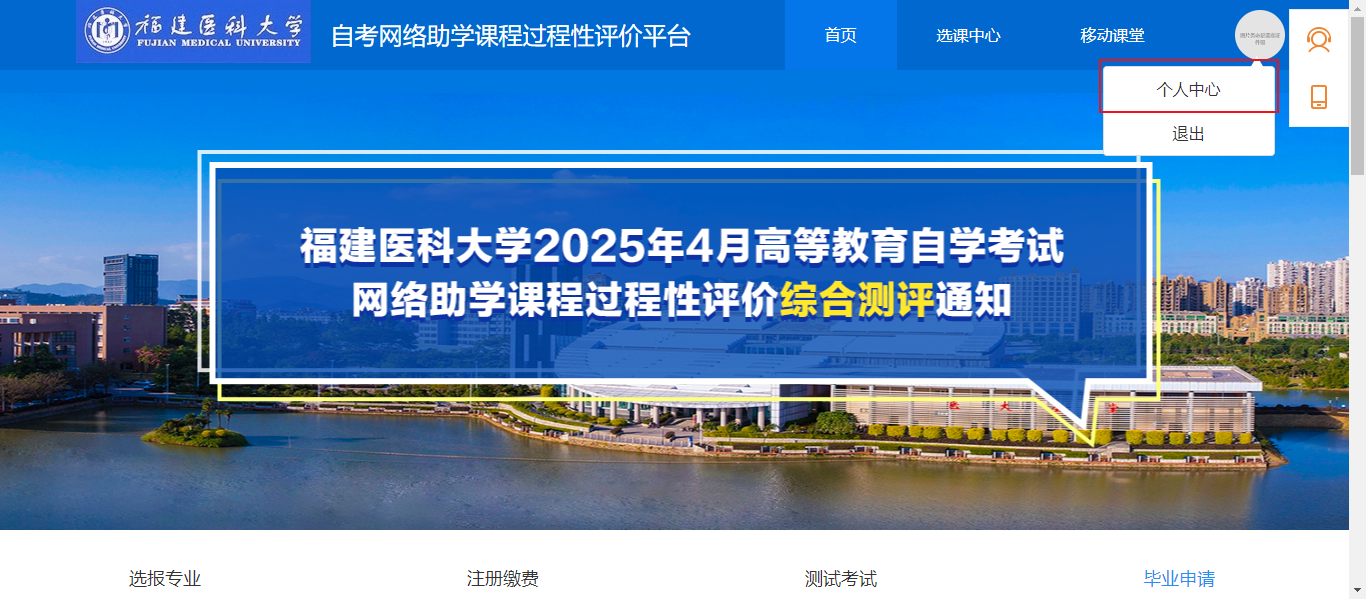 福建医科大学
FUJIAN MEDICAL UNIVERSITY
自考网络助学课程过程性评价平台
首页
选课中心
移动课堂
个人中心
退出
福建医科大学2025年4月高等教育自学考试
网络助学课程过程性评价综合测评通知
选报专业
注册缴费
测试考试
毕业申请